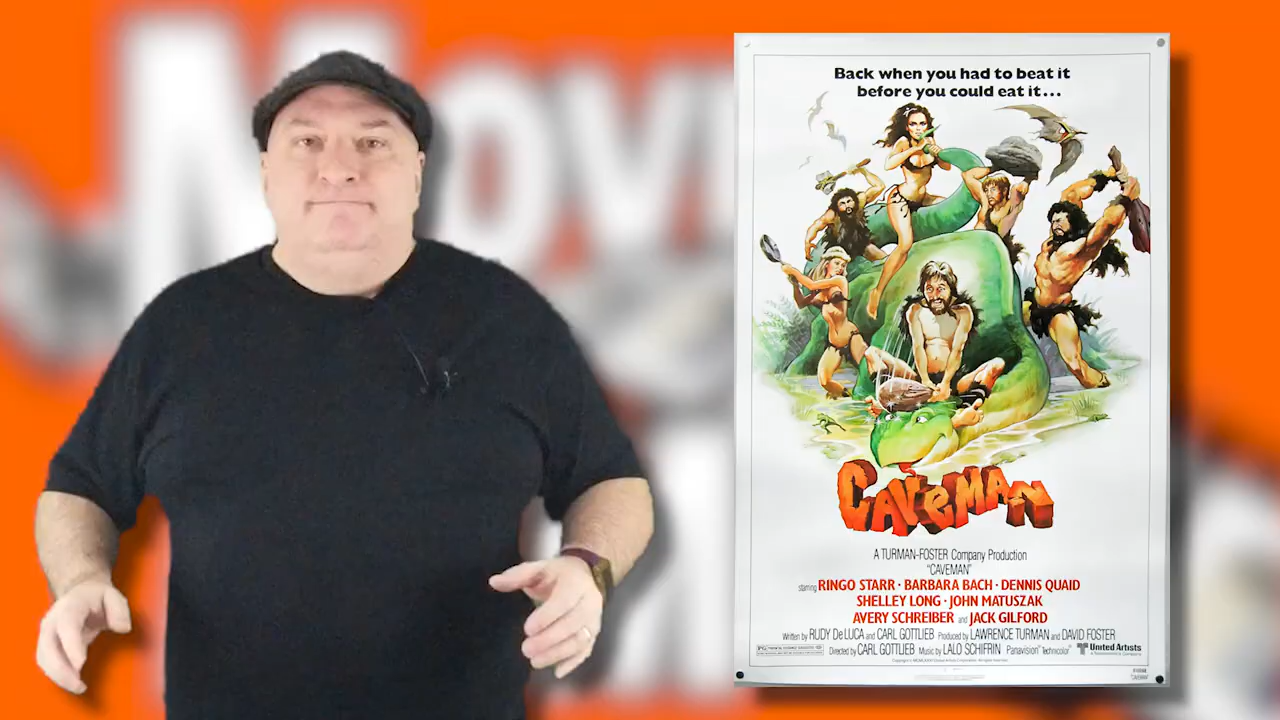 MOVI
Back when you had to beat it
before you could eat it...
CAVEMAN
A TURMAN-FOSTER Company Production
"CAVEMAN"
starring RINGO STARR · BARBARA BACH · DENNIS QUAID
SHELLEY LONG · JOHN MATUSZAK
AVERY SCHREIBER and JACK GILFORD
Written by RUDY DeLUCA and CARL GOTTLIEB Produced by LAWRENCE TURMAN and DAVID FOSTER
Directed by CARL GOTTLIEB Music by LALO SCHIFRIN Panavision® Technicolor®
PG
United Artists